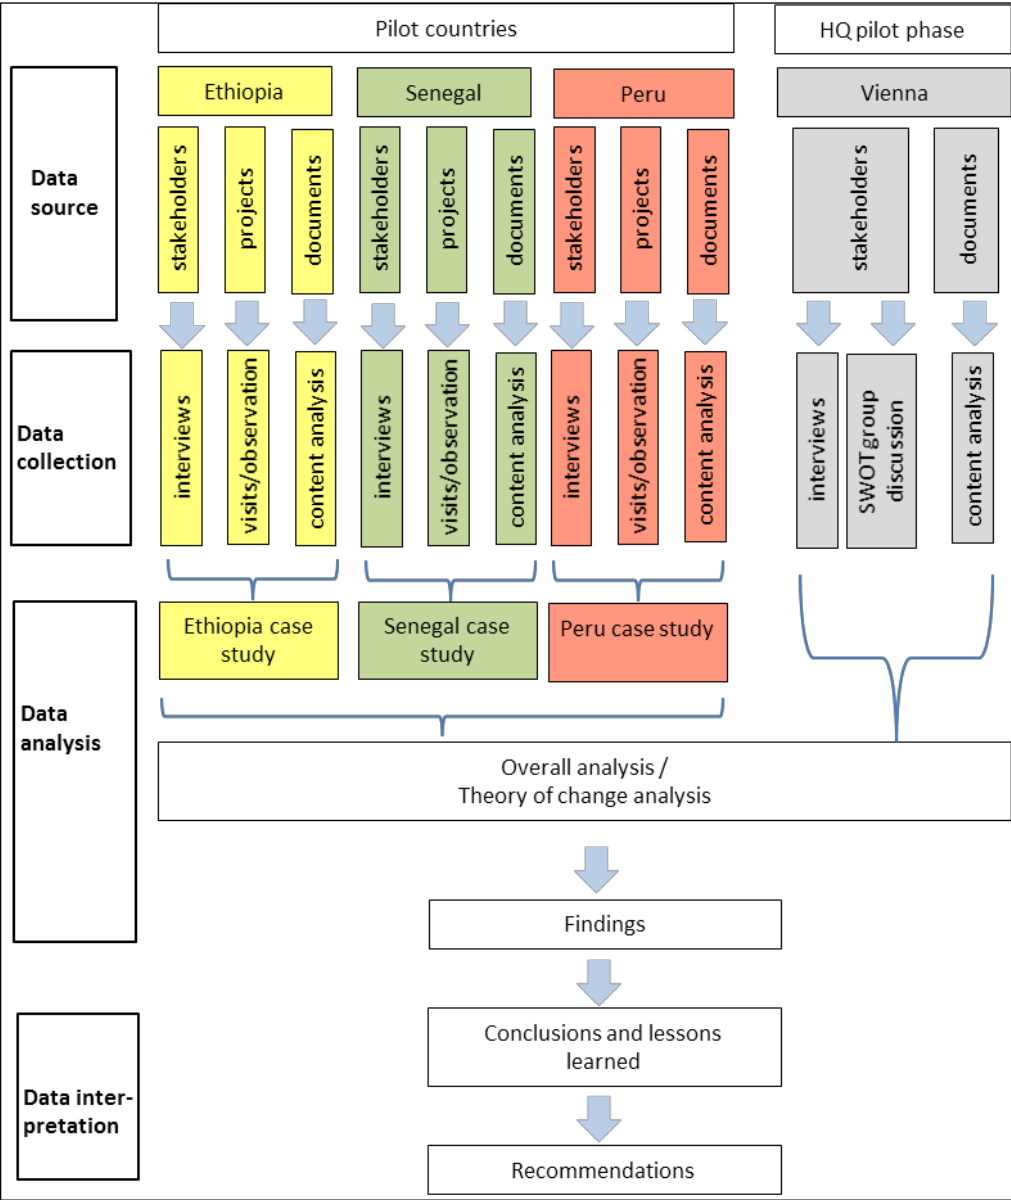 Pilot countries
HQ pilot phase
Data
source
Ethiopia
Senegal
Peru
Vienna
stakeholders
projects
documents
stakeholders
projects
documents
stakeholders
projects
documents
stakeholders
documents
Data
collection
interviews
visits/observation
content analysis
interviews
visits/observation
content analysis
interviews
visits/observation
content analysis
interviews
SWOT group
discussion
content analysis
Data
analysis
Ethiopia case
study
Senegal case
study
Peru case study
Overall analysis /
Theory of change analysis
Findings
Data inter-
pretation
Conclusions and lessons
learned
Recommendations